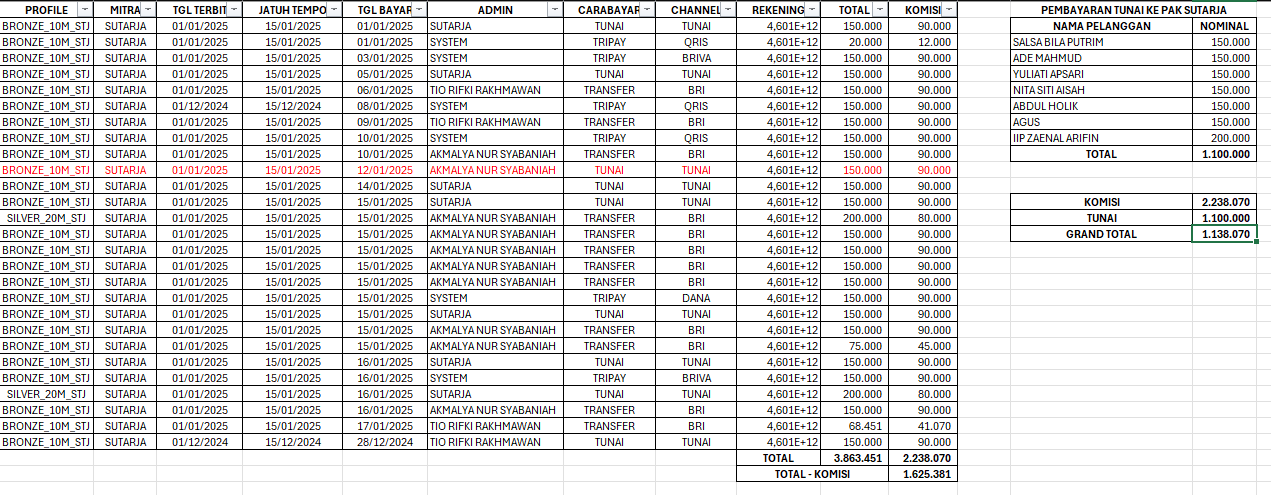 PROFILE MITRA TGL TERBIT JATUH TEMPO TGL BAYAR ADMIN CARABAYAR CHANNEL REKENING TOTAL KOMISI PEMBAYARAN TUNAI KE PAK SUTARJA
BRONZE_10M_STJ SUTARJA 01/01/2025 15/01/2025 01/01/2025 SUTARJA TUNAI TUNAI 4,601E+12 150.000 90.000 NAMA PELANGGAN NOMINAL
BRONZE_10M_STJ SUTARJA 01/01/2025 15/01/2025 01/01/2025 SYSTEM TRIPAY QRIS 4,601E+12 20.000 12.000 SALSA BILA PUTRIM 150.000
BRONZE_10M_STJ SUTARJA 01/01/2025 15/01/2025 03/01/2025 SYSTEM TRIPAY BRIVA 4,601E+12 150.000 90.000 ADE MAHMUD 150.000
BRONZE_10M_STJ SUTARJA 01/01/2025 15/01/2025 05/01/2025 SUTARJA TUNAI TUNAI 4,601E+12 150.000 90.000 YULIATI APSARI 150.000
BRONZE_10M_STJ SUTARJA 01/01/2025 15/01/2025 06/01/2025 TIO RIFKI RAKHMAWAN TRANSFER BRI 4,601E+12 150.000 90.000 NITA SITI AISAH 150.000
BRONZE_10M_STJ SUTARJA 01/12/2024 15/12/2024 08/01/2025 SYSTEM TRIPAY QRIS 4,601E+12 150.000 90.000 ABDUL HOLIK 150.000
BRONZE_10M_STJ SUTARJA 01/01/2025 15/01/2025 09/01/2025 TIO RIFKI RAKHMAWAN TRANSFER BRI 4,601E+12 150.000 90.000 AGUS 150.000
BRONZE_10M_STJ SUTARJA 01/01/2025 15/01/2025 10/01/2025 SYSTEM TRIPAY QRIS 4,601E+12 150.000 90.000 IIP ZAENAL ARIFIN 200.000
BRONZE_10M_STJ SUTARJA 01/01/2025 15/01/2025 10/01/2025 AKMALYA NUR SYABANIAH TRANSFER BRI 4,601E+12 150.000 90.000 TOTAL 1.100.000
BRONZE_10M_STJ SUTARJA 01/01/2025 15/01/2025 12/01/2025 AKMALYA NUR SYABANIAH TUNAI TUNAI 4,601E+12 150.000 90.000
BRONZE_10M_STJ SUTARJA 01/01/2025 15/01/2025 14/01/2025 SUTARJA TUNAI TUNAI 4,601E+12 150.000 90.000
BRONZE_10M_STJ SUTARJA 01/01/2025 15/01/2025 15/01/2025 SUTARJA TUNAI TUNAI 4,601E+12 150.000 90.000 KOMISI 2.238.070
SILVER_20M_STJ SUTARJA 01/01/2025 15/01/2025 15/01/2025 AKMALYA NUR SYABANIAH TRANSFER BRI 4,601E+12 200.000 80.000 TUNAI 1.100.000
BRONZE_10M_STJ SUTARJA 01/01/2025 15/01/2025 15/01/2025 AKMALYA NUR SYABANIAH TRANSFER BRI 4,601E+12 150.000 90.000 GRAND TOTAL 1.138.070
BRONZE_10M_STJ SUTARJA 01/01/2025 15/01/2025 15/01/2025 AKMALYA NUR SYABANIAH TRANSFER BRI 4,601E+12 150.000 90.000
BRONZE_10M_STJ SUTARJA 01/01/2025 15/01/2025 15/01/2025 AKMALYA NUR SYABANIAH TRANSFER BRI 4,601E+12 150.000 90.000
BRONZE_10M_STJ SUTARJA 01/01/2025 15/01/2025 15/01/2025 AKMALYA NUR SYABANIAH TRANSFER BRI 4,601E+12 150.000 90.000
BRONZE_10M_STJ SUTARJA 01/01/2025 15/01/2025 15/01/2025 SYSTEM TRIPAY DANA 4,601E+12 150.000 90.000
BRONZE_10M_STJ SUTARJA 01/01/2025 15/01/2025 15/01/2025 SUTARJA TUNAI TUNAI 4,601E+12 150.000 90.000
BRONZE_10M_STJ SUTARJA 01/01/2025 15/01/2025 15/01/2025 AKMALYA NUR SYABANIAH TRANSFER BRI 4,601E+12 150.000 90.000
BRONZE_10M_STJ SUTARJA 01/01/2025 15/01/2025 15/01/2025 AKMALYA NUR SYABANIAH TRANSFER BRI 4,601E+12 75.000 45.000
BRONZE_10M_STJ SUTARJA 01/01/2025 15/01/2025 16/01/2025 SUTARJA TUNAI TUNAI 4,601E+12 150.000 90.000
BRONZE_10M_STJ SUTARJA 01/01/2025 15/01/2025 16/01/2025 SYSTEM TRIPAY BRIVA 4,601E+12 150.000 90.000
SILVER_20M_STJ SUTARJA 01/01/2025 15/01/2025 16/01/2025 SUTARJA TUNAI TUNAI 4,601E+12 200.000 80.000
BRONZE_10M_STJ SUTARJA 01/01/2025 15/01/2025 16/01/2025 AKMALYA NUR SYABANIAH TRANSFER BRI 4,601E+12 150.000 90.000
BRONZE_10M_STJ SUTARJA 01/01/2025 15/01/2025 17/01/2025 TIO RIFKI RAKHMAWAN TRANSFER BRI 4,601E+12 68.451 41.070
BRONZE_10M_STJ SUTARJA 01/12/2024 15/12/2024 28/12/2024 TIO RIFKI RAKHMAWAN TUNAI TUNAI 4,601E+12 150.000 90.000
TOTAL 3.863.451 2.238.070
TOTAL - KOMISI 1.625.381